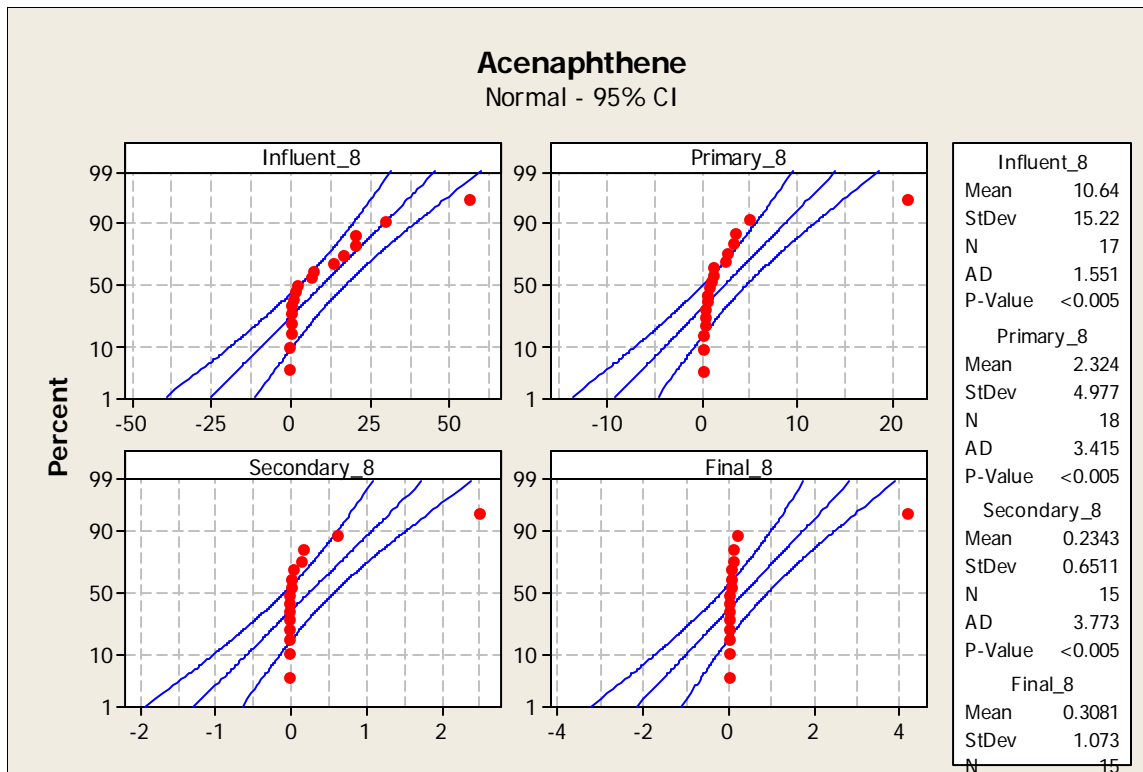 Acenaphthene
Normal - 95% CI
Percent
Influent_8
99
90
50
10
1
-50 -25 0 25 50
Primary_8
99
90
50
10
1
-10 0 10 20
Secondary_8
99
90
50
10
1
-2 -1 0 1 2
Final_8
99
90
50
10
1
-4 -2 0 2 4
Influent_8
Mean 10.64
StDev 15.22
N 17
AD 1.551
P-Value <0.005
Primary_8
Mean 2.324
StDev 4.977
N 18
AD 3.415
P-Value <0.005
Secondary_8
Mean 0.2343
StDev 0.6511
N 15
AD 3.773
P-Value <0.005
Final_8
Mean 0.3081
StDev 1.073
N 15